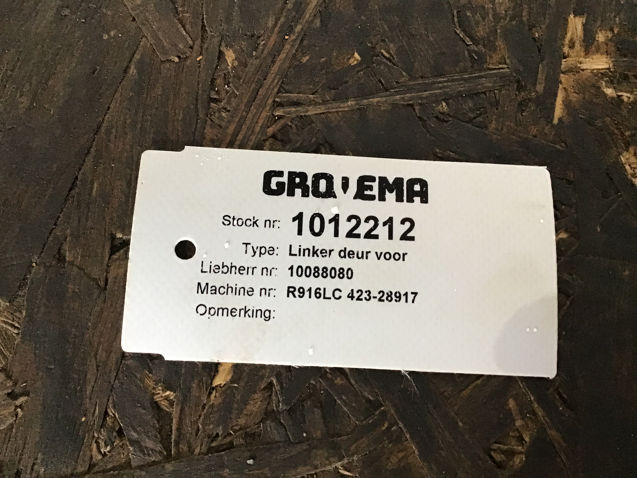 GROVEMA
Stock nr: 1012212
Type: Linker deur voor
Liebherr nr: 10088080
Machine nr: R916LC 423-28917
Opmerking: